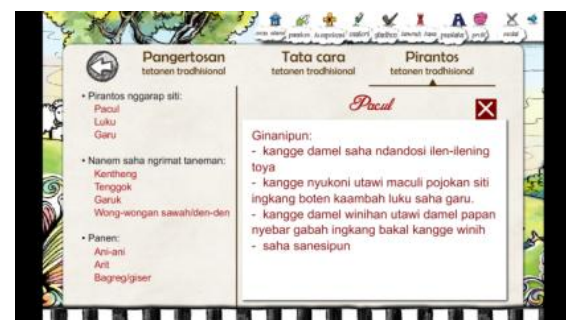 Pangertosan
tetanen tradhisional
Tata cara
tetanen tradhisional
Pirantos
tetanen tradhisional
• Pirantos nggarap siti:
Pacul
Luku
Garu
• Nanem saha ngrimat taneman:
Kentheng
Tenggok
Garuk
Wong-wongan sawah/den-den
• Panen:
Ani-ani
Arit
Bagreg/giser
Pacul
Ginanipun:
- kangge damel saha ndandosi ilen-ilening
toya
- kangge nyukoni utawi maculi pojokan siti
ingkang boten kaambah luku saha garu.
- kangge damel winihan utawi damel papan
nyebar gabah ingkang bakal kangge winih
- saha sanesipun